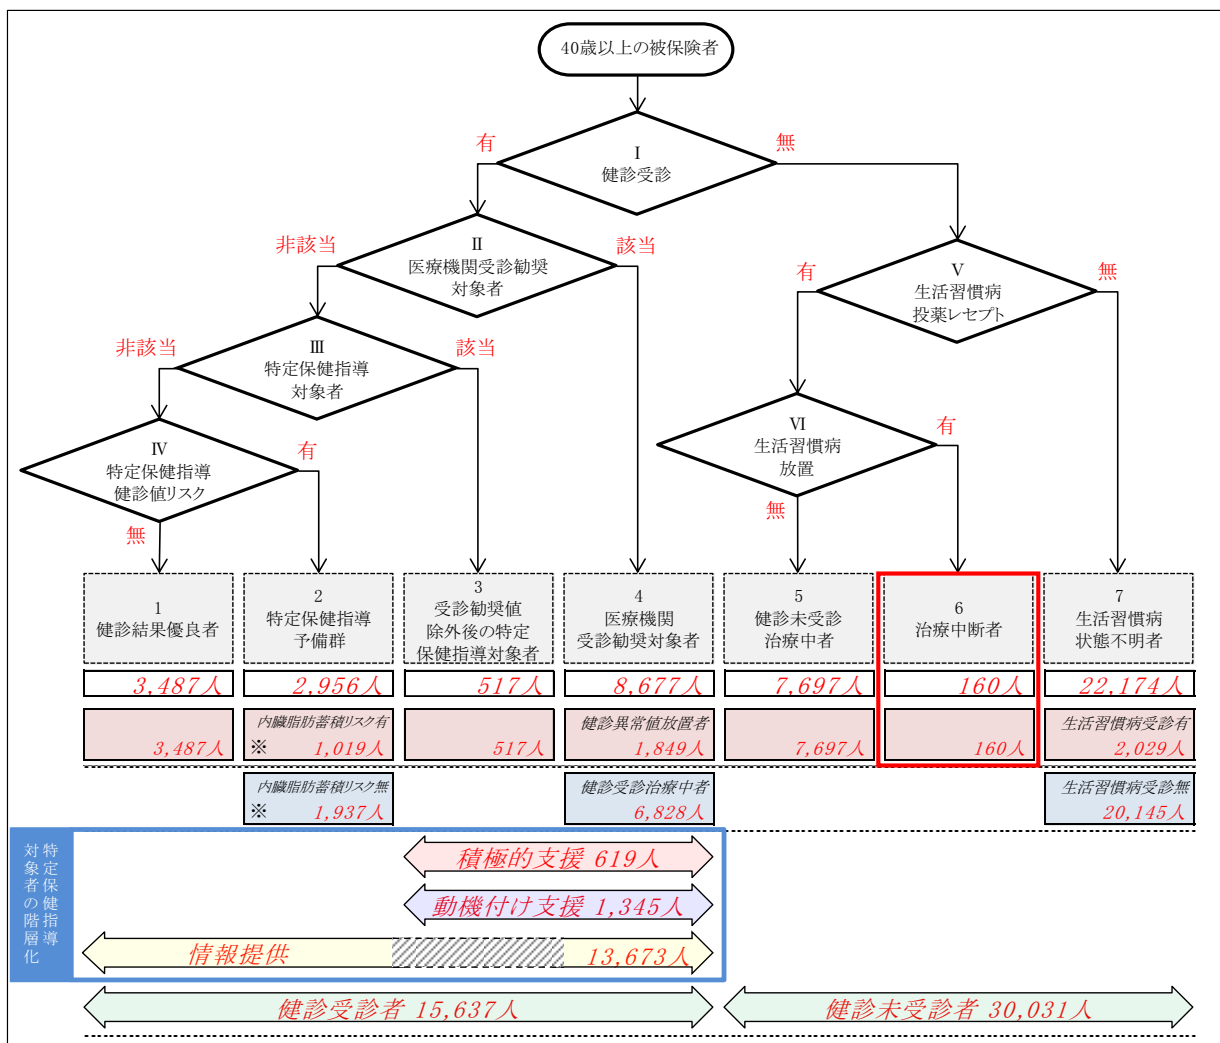 40歳以上の被保険者
有
無
Ⅰ
健診受診
非該当
該当
Ⅱ
医療機関受診勧奨
対象者
有
無
Ⅴ
生活習慣病
投薬レセプト
非該当
該当
Ⅲ
特定保健指導
対象者
有
Ⅳ
特定保健指導
健診値リスク
有
Ⅵ
生活習慣病
放置
無
無
1
健診結果優良者
2
特定保健指導
予備群
3
受診勧奨値
除外後の特定
保健指導対象者
4
医療機関
受診勧奨対象者
5
健診未受診
治療中者
6
治療中断者
7
生活習慣病
状態不明者
3,487人
2,956人
517人
8,677人
7,697人
160人
22,174人
3,487人
内臓脂肪蓄積リスク有
※ 1,019人
517人
健診異常値放置者
1,849人
7,697人
160人
生活習慣病受診有
2,029人
内臓脂肪蓄積リスク無
※ 1,937人
健診受診治療中者
6,828人
生活習慣病受診無
20,145人
特定保健指導
対象者の階層化
積極的支援 619人
動機付け支援 1,345人
情報提供
13,673人
健診受診者 15,637人
健診未受診者 30,031人